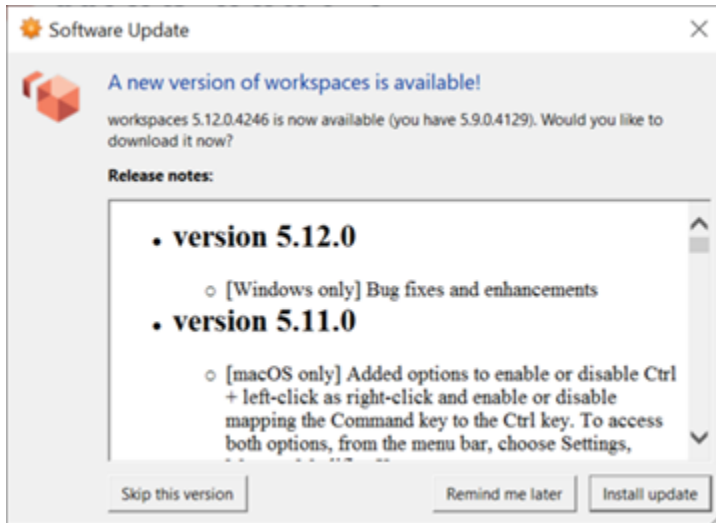 Software Update
A new version of workspaces is available!
workspaces 5.12.0.4246 is now available (you have 5.9.0.4129). Would you like to
download it now?
Release notes:
• version 5.12.0
○ [Windows only] Bug fixes and enhancements
• version 5.11.0
○ [macOS only] Added options to enable or disable Ctrl
+ left-click as right-click and enable or disable
mapping the Command key to the Ctrl key. To access
both options, from the menu bar, choose Settings,
Skip this version
Remind me later
Install update